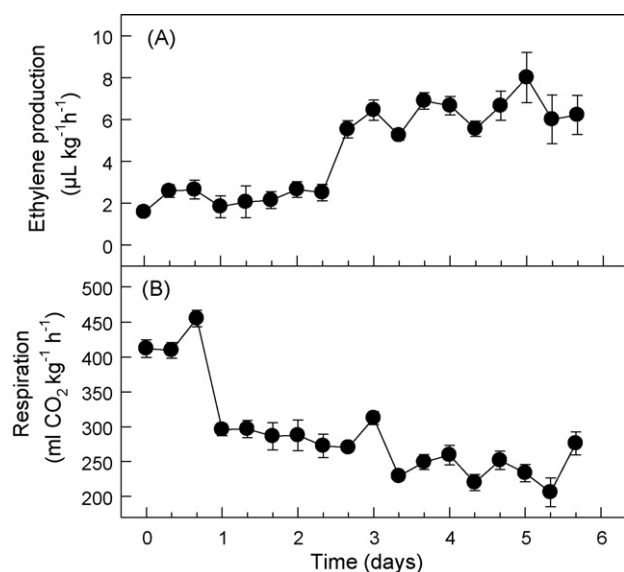 (A)
Ethylene production
(µL kg⁻¹h⁻¹)
10
8
6
4
2
0
(B)
Respiration
(ml CO₂ kg⁻¹ h⁻¹)
500
450
400
350
300
250
200
0 1 2 3 4 5 6
Time (days)